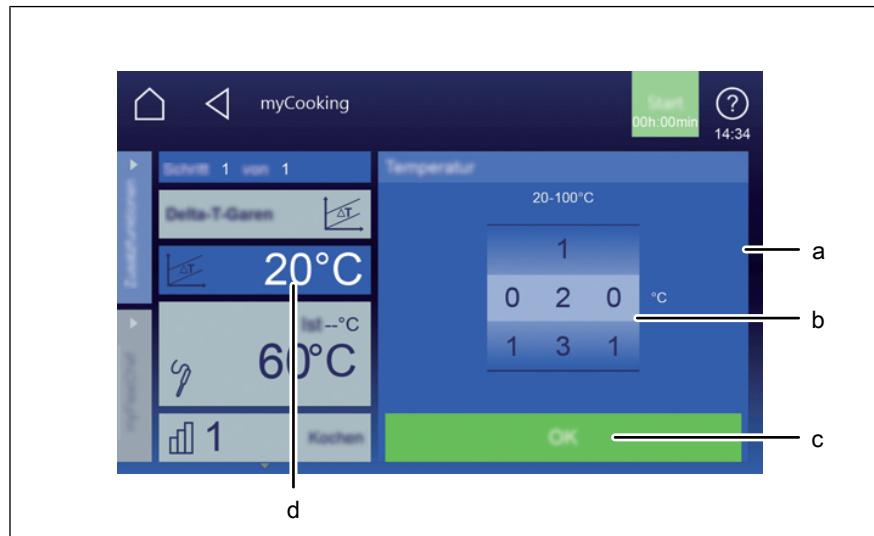 myCooking
Start
00h:00min
14:34
Zusatzfunktionen
Schritt 1 von 1
Temperatur
Delta-T-Garen
ΔT
20-100°C
1
a
ΔT
20°C
0 2 0 °C
b
1 3 1
Ist --°C
60°C
1 Kochen
OK
c
d